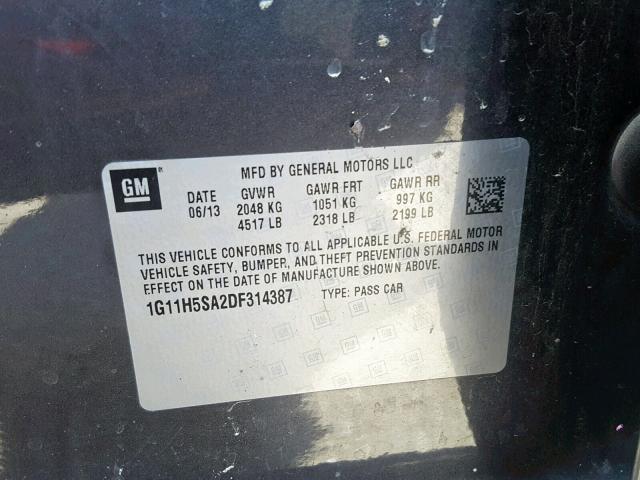 GM
MFD BY GENERAL MOTORS LLC
DATE GVWR GAWR FRT GAWR RR
06/13 2048 KG 1051 KG 997 KG
4517 LB 2318 LB 2199 LB
THIS VEHICLE CONFORMS TO ALL APPLICABLE U.S. FEDERAL MOTOR
VEHICLE SAFETY, BUMPER, AND THEFT PREVENTION STANDARDS IN
EFFECT ON THE DATE OF MANUFACTURE SHOWN ABOVE.
1G11H5SA2DF314387 TYPE: PASS CAR